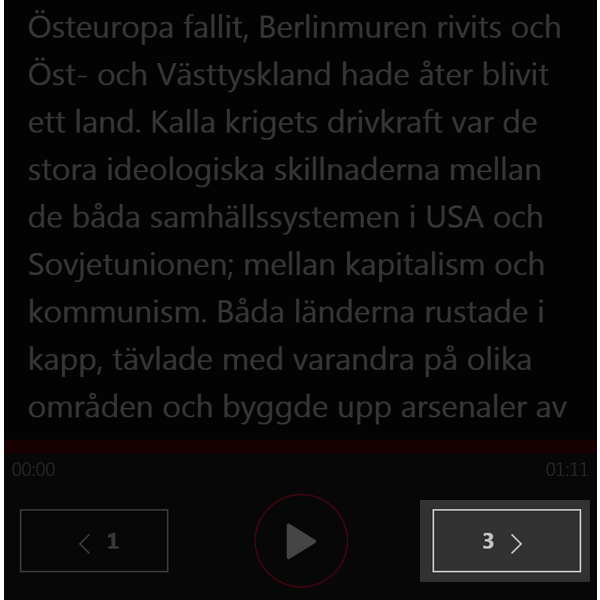 Östeuropa fallit, Berlinmuren rivits och
Öst- och Västtyskland hade åter blivit
ett land. Kalla krigets drivkraft var de
stora ideologiska skillnaderna mellan
de båda samhällssystemen i USA och
Sovjetunionen; mellan kapitalism och
kommunism. Båda länderna rustade i
kapp, tävlade med varandra på olika
områden och byggde upp arsenaler av
00:00 01:11
1 3